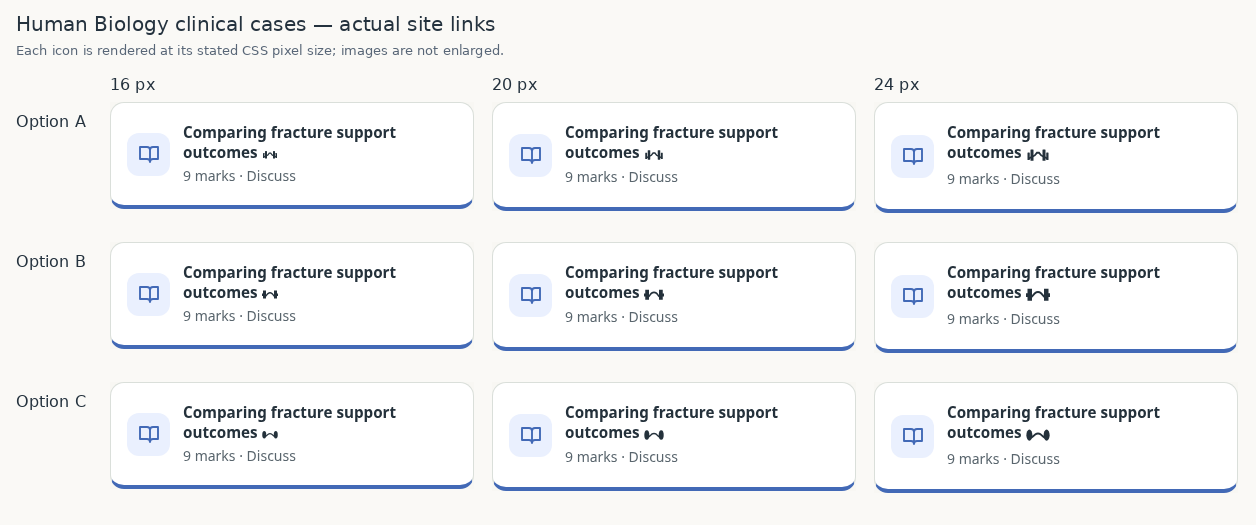 Human Biology clinical cases — actual site links
Each icon is rendered at its stated CSS pixel size; images are not enlarged.
16 px
20 px
24 px
Option A
Comparing fracture support
outcomes
9 marks · Discuss
Comparing fracture support
outcomes
9 marks · Discuss
Comparing fracture support
outcomes
9 marks · Discuss
Option B
Comparing fracture support
outcomes
9 marks · Discuss
Comparing fracture support
outcomes
9 marks · Discuss
Comparing fracture support
outcomes
9 marks · Discuss
Option C
Comparing fracture support
outcomes
9 marks · Discuss
Comparing fracture support
outcomes
9 marks · Discuss
Comparing fracture support
outcomes
9 marks · Discuss